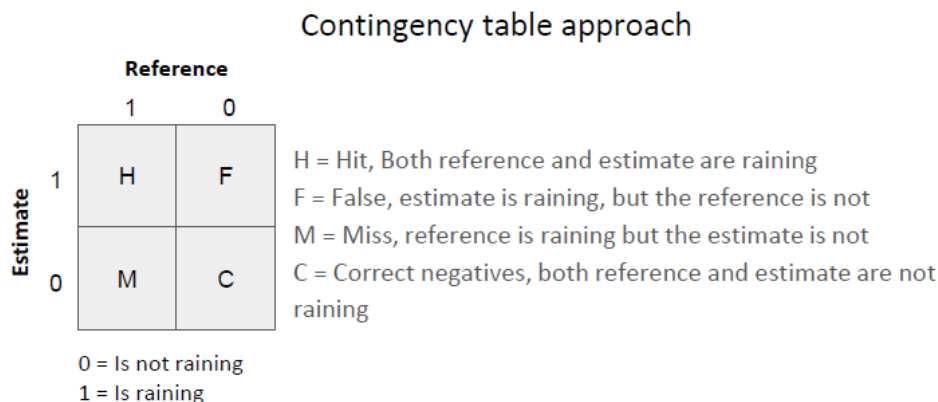 Contingency table approach
Reference
1 0
Estimate
1 H F
0 M C
H = Hit, Both reference and estimate are raining
F = False, estimate is raining, but the reference is not
M = Miss, reference is raining but the estimate is not
C = Correct negatives, both reference and estimate are not
raining
0 = Is not raining
1 = Is raining